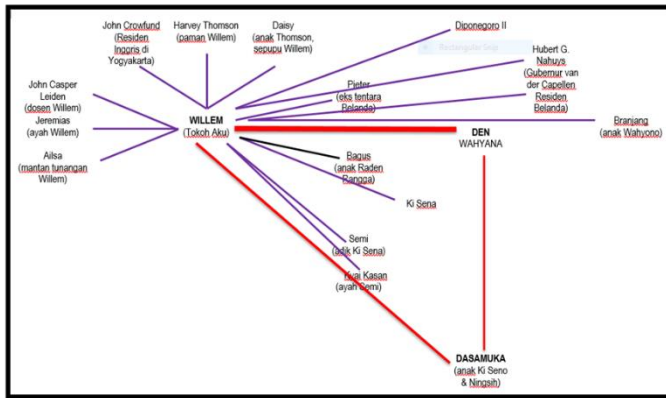 John Crowfund
(Residen
Inggris di
Yogyakarta)
Harvey Thomson
(paman Willem)
Daisy
(anak Thomson,
sepupu Willem)
Diponegoro II
Rectangular Snip
Hubert G.
Nahuys
(Gubernur van
der Capellen
Residen
Belanda)
John Casper
Leiden
(dosen Willem)
Jeremias
(ayah Willem)
Ailsa
(mantan tunangan
Willem)
WILLEM
(Tokoh Aku)
Pieter
(eks tentara
Belanda)
DEN
WAHYANA
Branjang
(anak Wahyono)
Bagus
(anak Raden
Rangga)
Ki Sena
Semi
(adik Ki Sena)
Kyai Kasan
(ayah Semi)
DASAMUKA
(anak Ki Seno
& Ningsih)